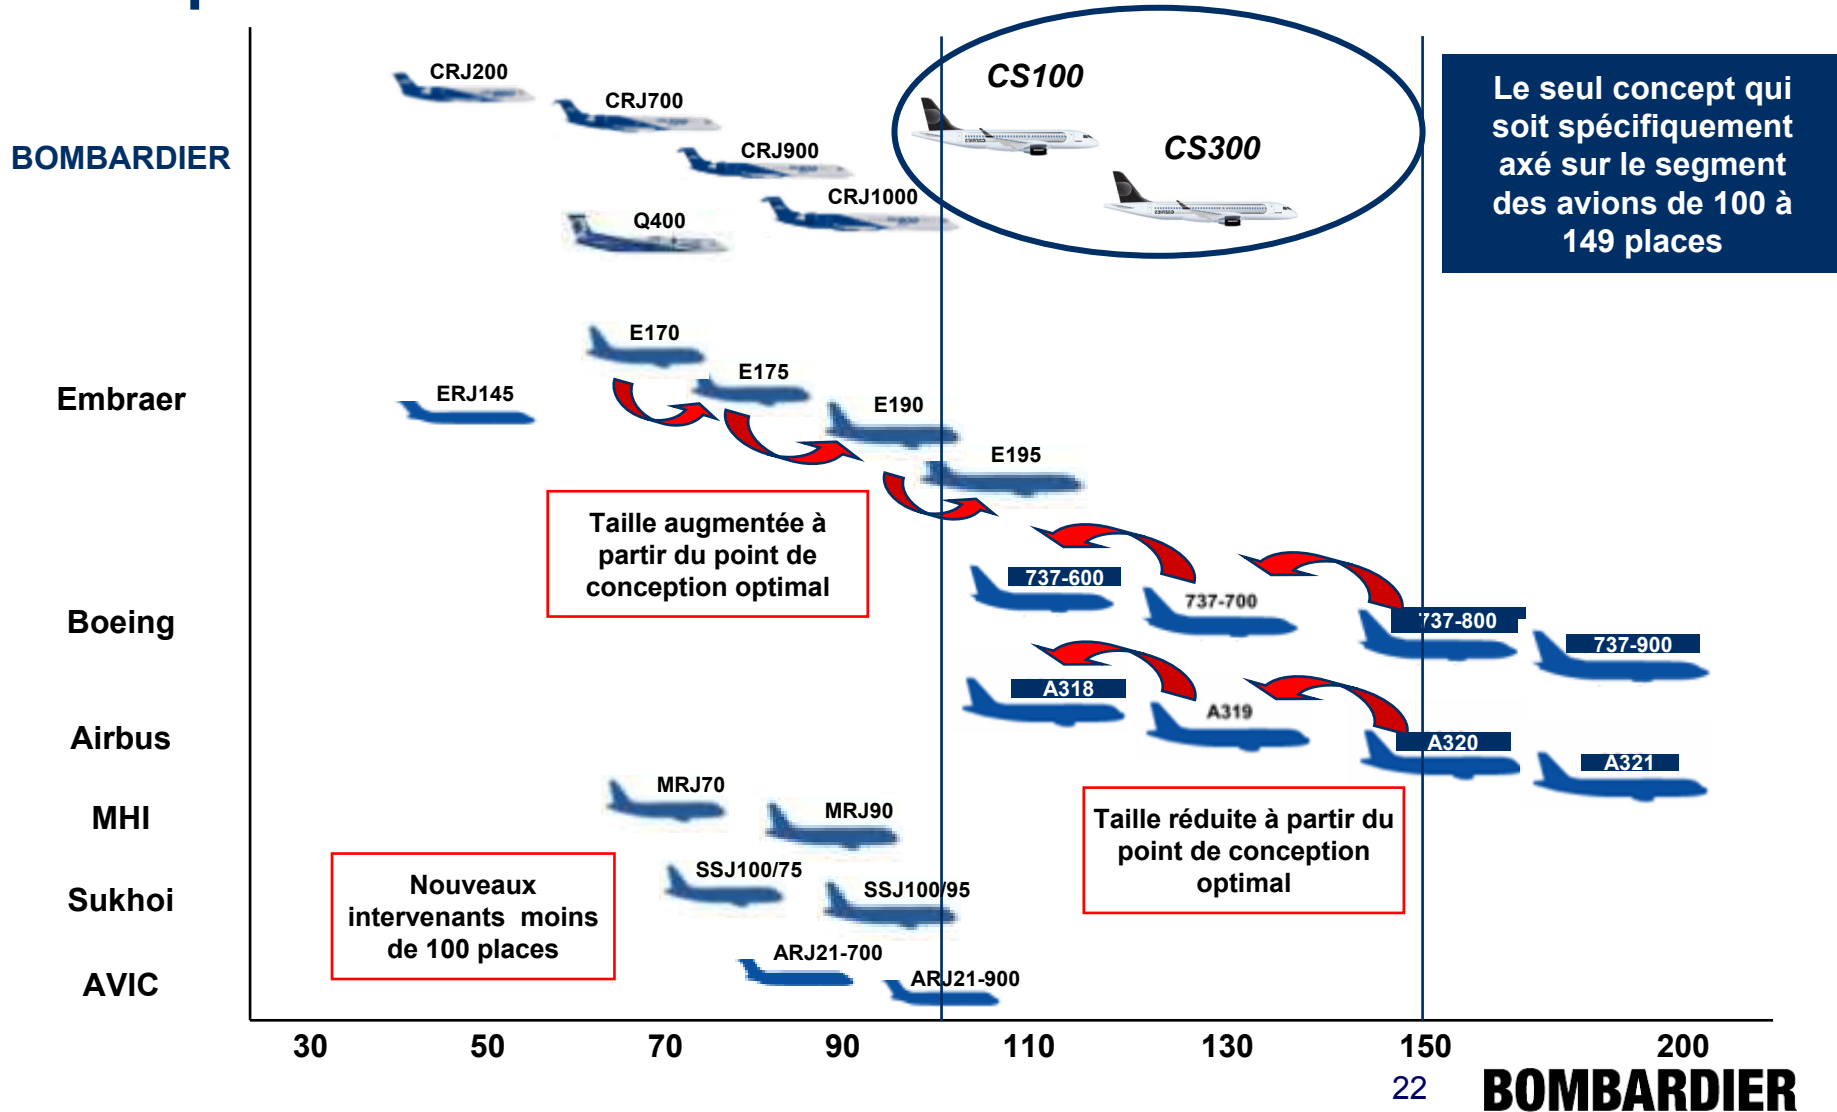 CRJ200
CRJ700
CRJ900
CRJ1000
Q400
BOMBARDIER
CS100
CS300
Le seul concept qui
soit spécifiquement
axé sur le segment
des avions de 100 à
149 places
Embraer
ERJ145
E170
E175
E190
E195
Taille augmentée à
partir du point de
conception optimal
Boeing
737-600
737-700
737-800
737-900
Airbus
A318
A319
A320
A321
MHI
MRJ70
MRJ90
Taille réduite à partir du
point de conception
optimal
Sukhoi
SSJ100/75
SSJ100/95
Nouveaux
intervenants moins
de 100 places
AVIC
ARJ21-700
ARJ21-900
30 50 70 90 110 130 150 200
22
BOMBARDIER